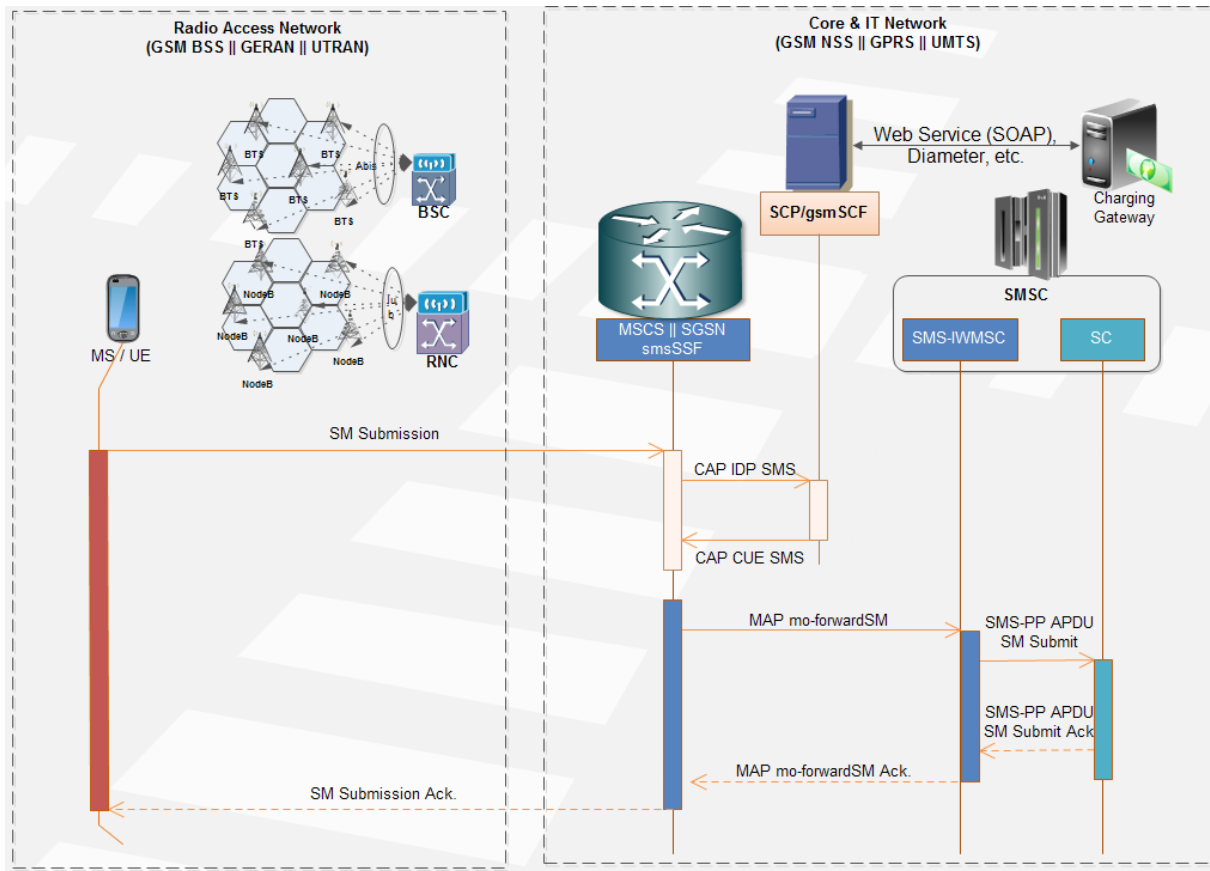 Radio Access Network
(GSM BSS || GERAN || UTRAN)
Core & IT Network
(GSM NSS || GPRS || UMTS)
BTS
BTS
Abis
BTS
BTS
BTS
BTS
BSC
NodeB
NodeB
Iu
b
NodeB
NodeB
NodeB
NodeB
RNC
MS / UE
Web Service (SOAP),
Diameter, etc.
Charging
Gateway
SCP/gsmSCF
MSCS || SGSN
smsSSF
SMSC
SMS-IWMSC
SC
SM Submission
CAP IDP SMS
CAP CUE SMS
MAP mo-forwardSM
SMS-PP APDU
SM Submit
SMS-PP APDU
SM Submit Ack
MAP mo-forwardSM Ack.
SM Submission Ack.